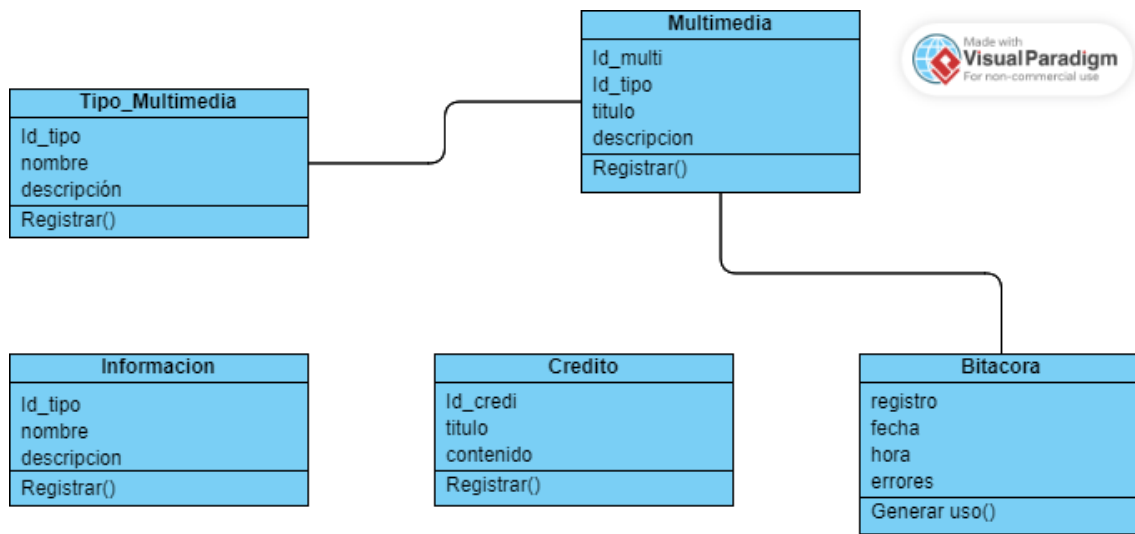 Multimedia
Id_multi
Id_tipo
titulo
descripcion
Registrar()
Made with
Visual Paradigm
For non-commercial use
Tipo_Multimedia
Id_tipo
nombre
descripción
Registrar()
Informacion
Id_tipo
nombre
descripcion
Registrar()
Credito
Id_credi
titulo
contenido
Registrar()
Bitacora
registro
fecha
hora
errores
Generar uso()